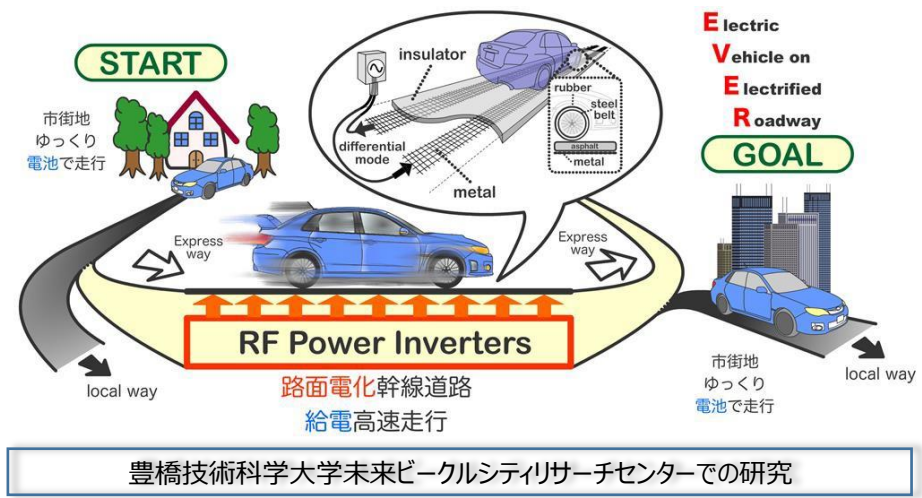 START
市街地
ゆっくり
電池で走行
insulator
differential
mode
metal
rubber
steel
belt
asphalt
metal
Electric
Vehicle on
Electrified
Roadway
GOAL
Express
way
Express
way
RF Power Inverters
路面電化幹線道路
給電高速走行
local way
市街地
ゆっくり
電池で走行
local way
豊橋技術科学大学未来ビークルシティリサーチセンターでの研究